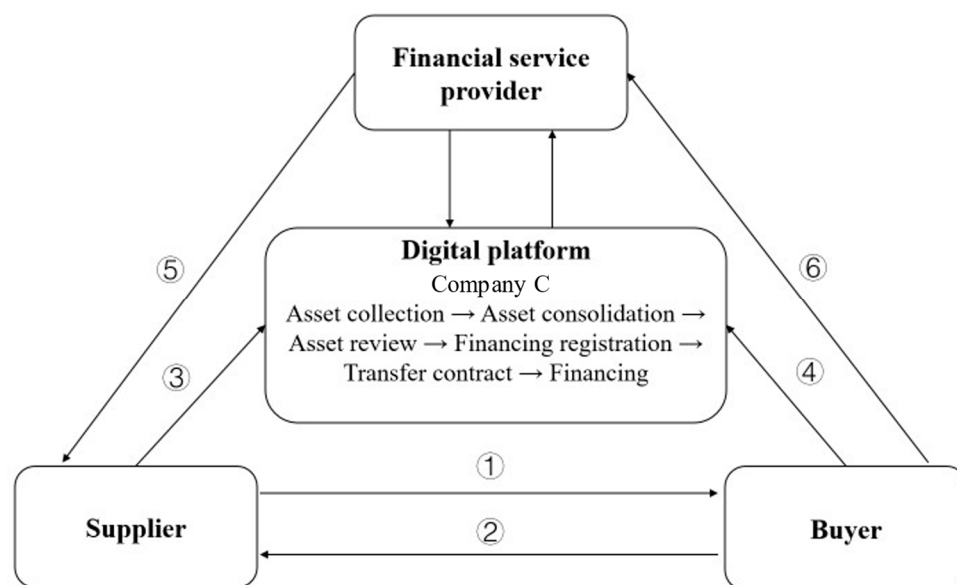 Financial service
provider
⑤
⑥
Digital platform
Company C
Asset collection → Asset consolidation →
Asset review → Financing registration →
Transfer contract → Financing
③
④
①
Supplier
②
Buyer